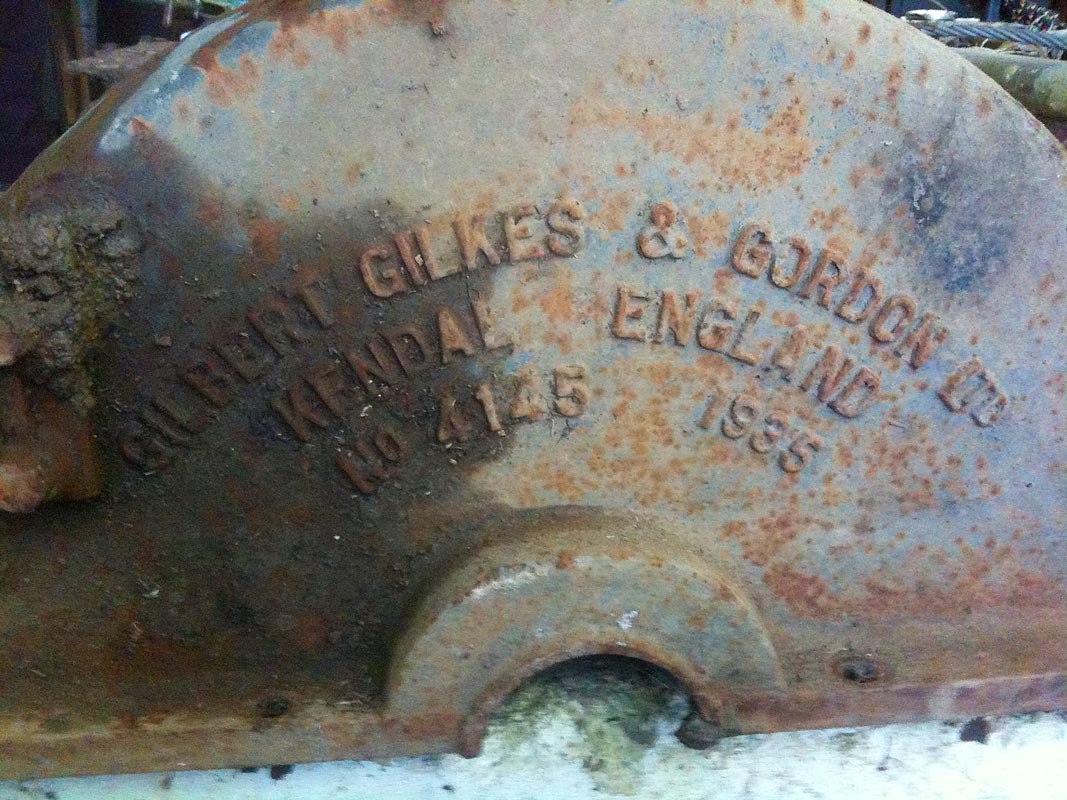 GILBERT GILKES & GORDON LTD
KENDAL ENGLAND
No 4145 1935